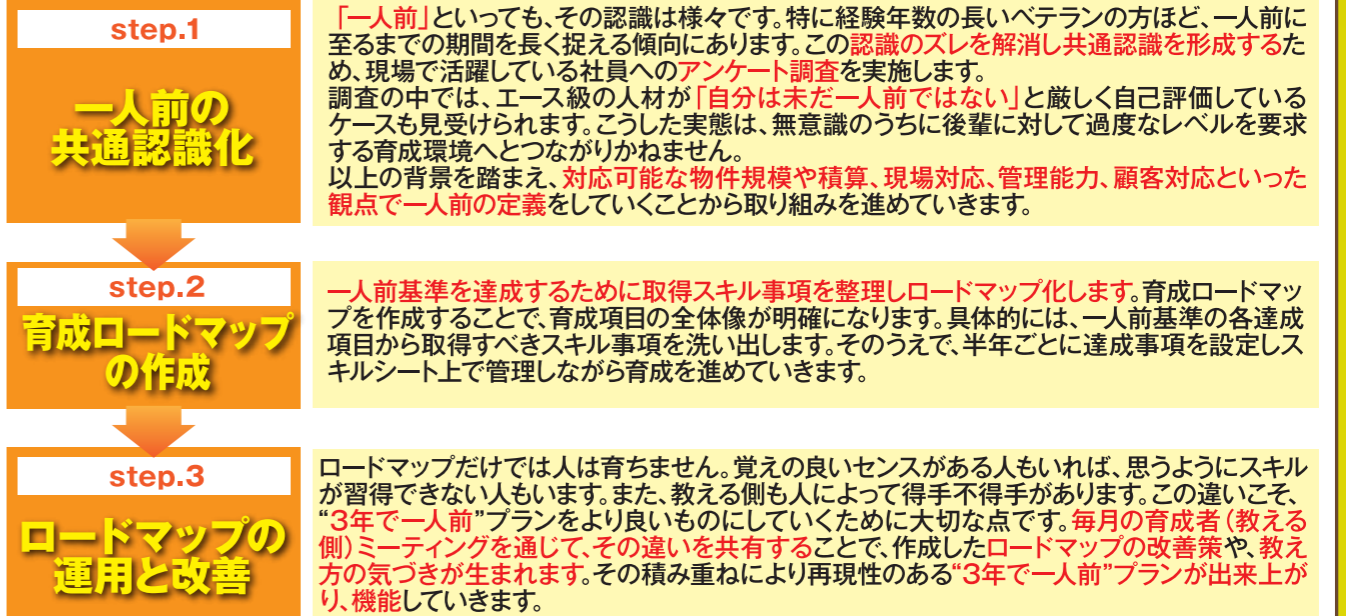 step.1
一人前の
共通認識化
「一人前」といっても、その認識は様々です。特に経験年数の長いベテランの方ほど、一人前に
至るまでの期間を長く捉える傾向にあります。この認識のズレを解消し共通認識を形成するた
め、現場で活躍している社員へのアンケート調査を実施します。
調査の中では、エース級の人材が「自分は未だ一人前ではない」と厳しく自己評価している
ケースも見受けられます。こうした実態は、無意識のうちに後輩に対して過度なレベルを要求
する育成環境へとつながりかねません。
以上の背景を踏まえ、対応可能な物件規模や積算、現場対応、管理能力、顧客対応といった
観点で一人前の定義をしていくことから取り組みを進めていきます。
step.2
育成ロードマップ
の作成
一人前基準を達成するために取得スキル事項を整理しロードマップ化します。育成ロードマッ
プを作成することで、育成項目の全体像が明確になります。具体的には、一人前基準の各達成
項目から取得すべきスキル事項を洗い出します。そのうえで、半年ごとに達成事項を設定しス
キルシート上で管理しながら育成を進めていきます。
step.3
ロードマップの
運用と改善
ロードマップだけでは人は育ちません。覚えの良いセンスがある人もいれば、思うようにスキル
が習得できない人もいます。また、教える側も人によって得手不得手があります。この違いこそ、
“3年で一人前”プランをより良いものにしていくために大切な点です。毎月の育成者（教える
側）ミーティングを通じて、その違いを共有することで、作成したロードマップの改善策や、教え
方の気づきが生まれます。その積み重ねにより再現性のある“3年で一人前”プランが出来上が
り、機能していきます。